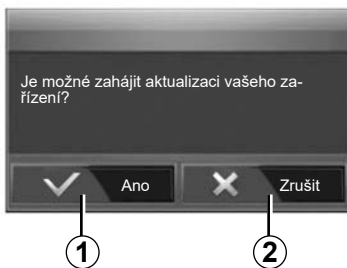 Je možné zahájit aktualizaci vašeho za-
řízení?
Ano
Zrušit
1
2